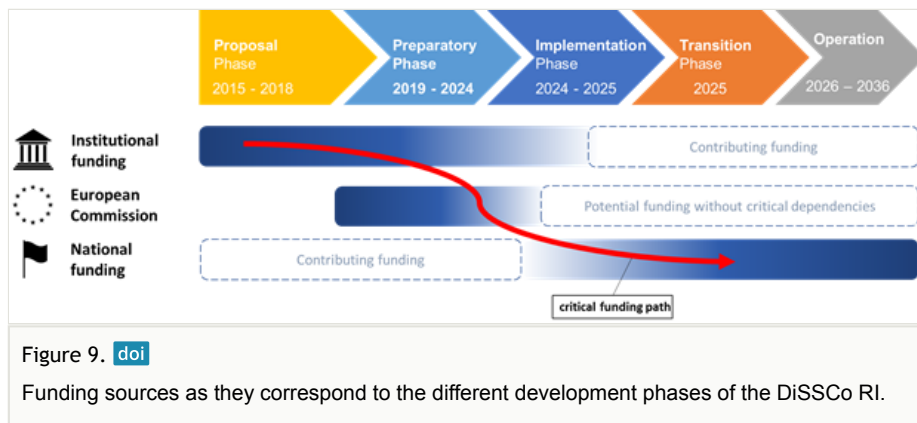 Proposal
Phase
2015 - 2018
Preparatory
Phase
2019 - 2024
Implementation
Phase
2024 - 2025
Transition
Phase
2025
Operation
2026 – 2036
Institutional
funding
Contributing funding
European
Commission
Potential funding without critical dependencies
National
funding
Contributing funding
critical funding path
Figure 9. doi
Funding sources as they correspond to the different development phases of the DiSSCo RI.